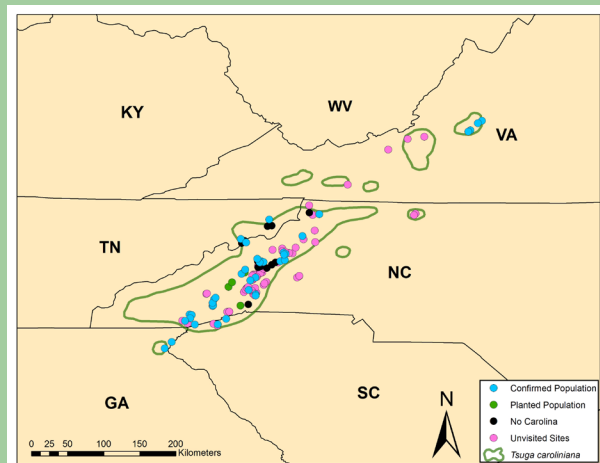 WV
KY
VA
TN
NC
N
SC
GA
Confirmed Population
Planted Population
No Carolina
Unvisited Sites
Tsuga caroliniana
0 25 50 100 150 200
Kilometers